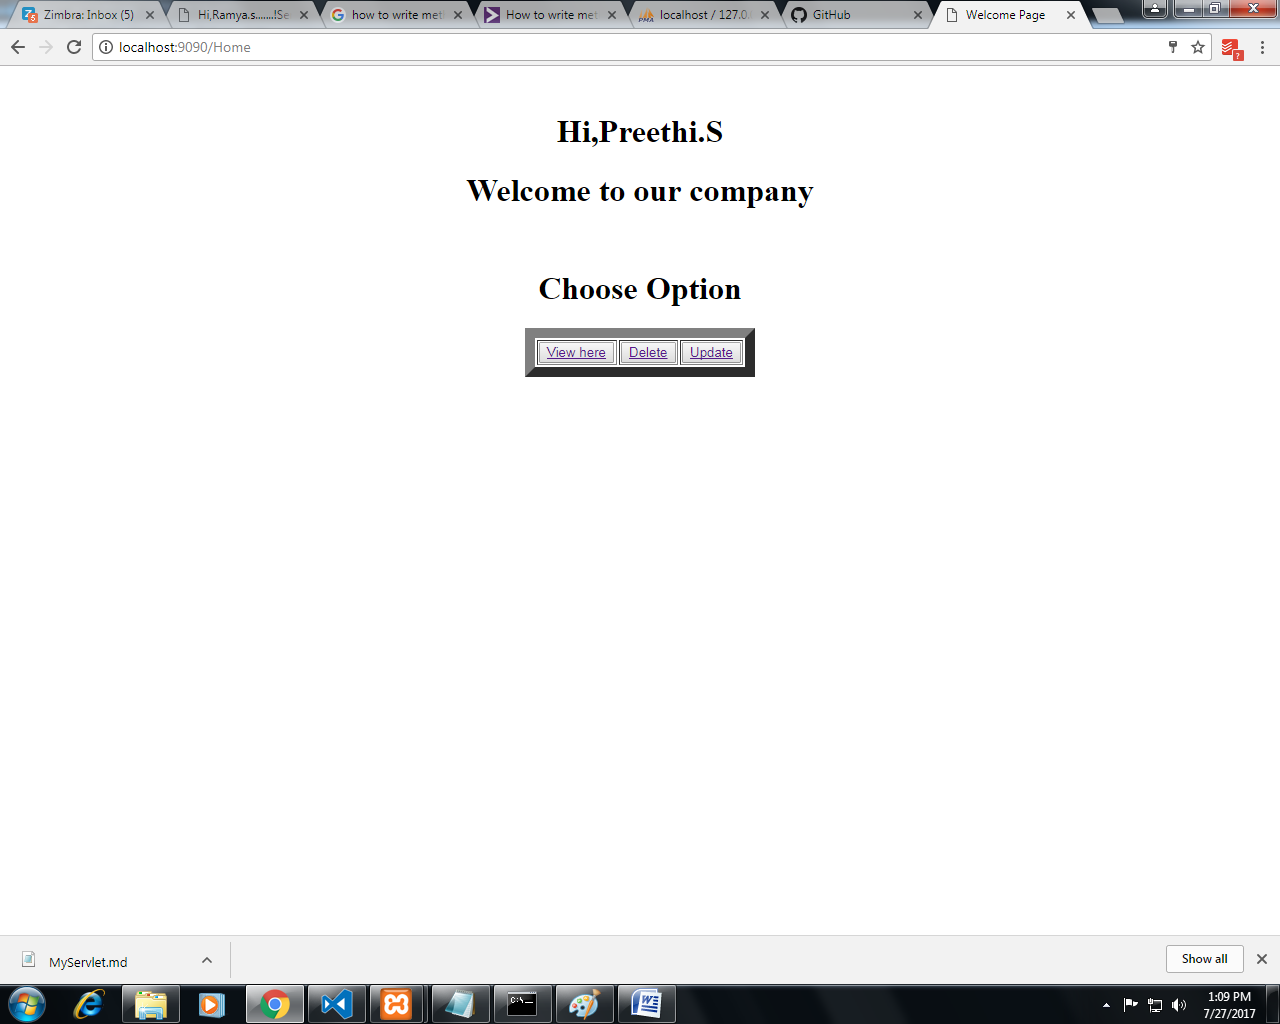 Zimbra: Inbox (5)
Hi,Ramya.s.......!Se
how to write met
How to write met
localhost / 127.0.
GitHub
Welcome Page
localhost:9090/Home
Hi,Preethi.S
Welcome to our company
Choose Option
View here Delete Update
MyServlet.md
Show all
1:09 PM
7/27/2017